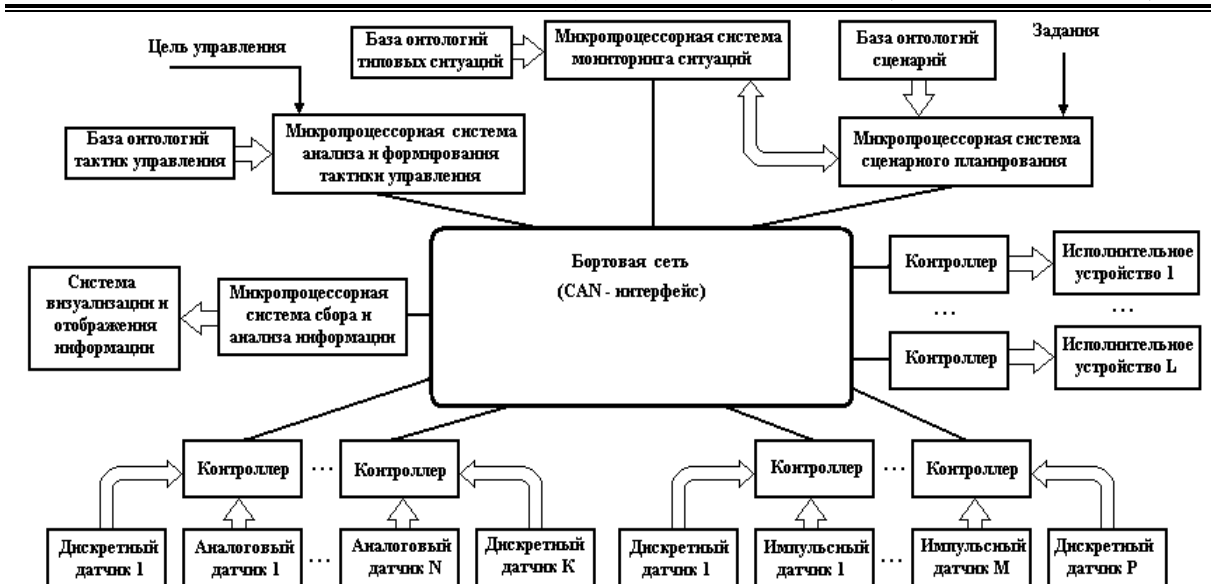 Цель управления
База онтологий
типовых ситуаций
Микропроцессорная система
мониторинга ситуаций
База онтологий
сценарий
Задания
База онтологий
тактик управления
Микропроцессорная система
анализа и формирования
тактики управления
Микропроцессорная система
сценарного планирования
Бортовая сеть
(CAN - интерфейс)
Система
визуализации и
отображения
информации
Микропроцессорная
система сбора и
анализа информации
Контроллер
Исполнительное
устройство 1
...
...
Контроллер
Исполнительное
устройство L
Контроллер
...
Контроллер
Контроллер
...
Контроллер
Дискретный
датчик 1
Аналоговый
датчик 1
...
Аналоговый
датчик N
Дискретный
датчик K
Дискретный
датчик 1
Импульсный
датчик 1
...
Импульсный
датчик M
Дискретный
датчик P